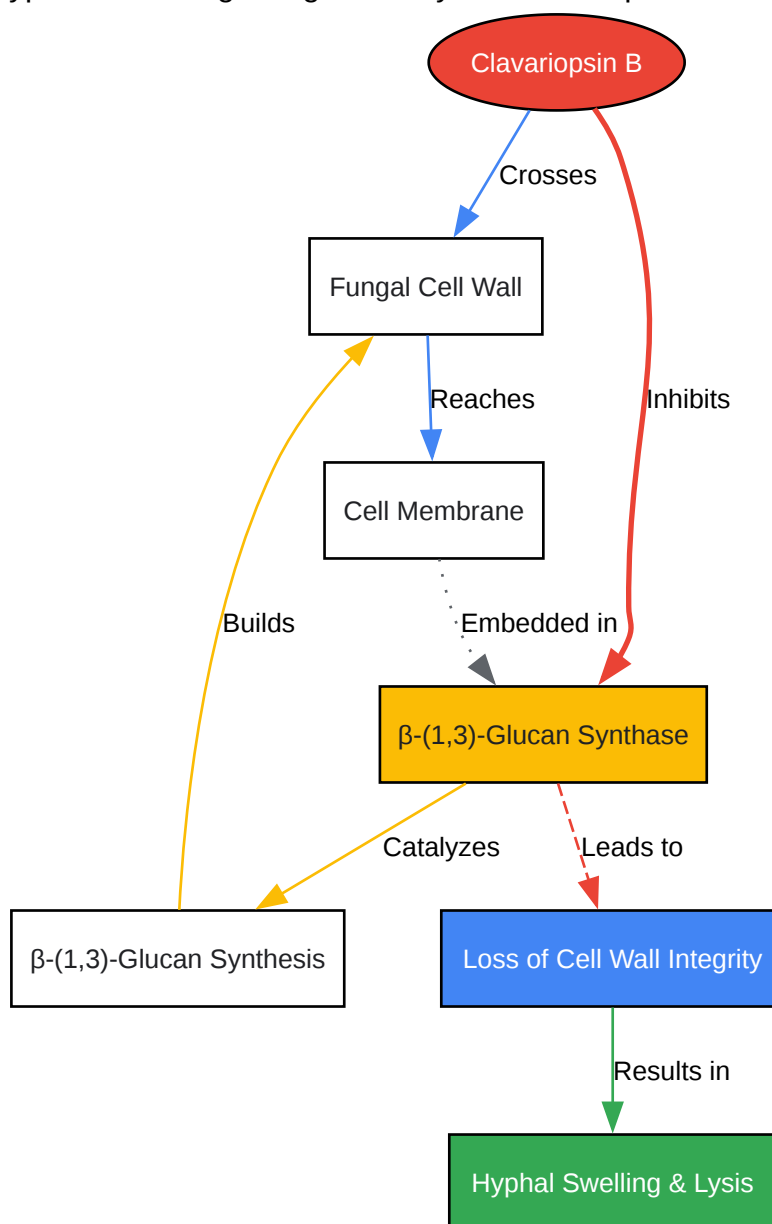 Clavariopsin B
Crosses
Fungal Cell Wall
Reaches
Inhibits
Cell Membrane
Builds
Embedded in
β-(1,3)-Glucan Synthase
Catalyzes
Leads to
β-(1,3)-Glucan Synthesis
Loss of Cell Wall Integrity
Results in
Hyphal Swelling & Lysis